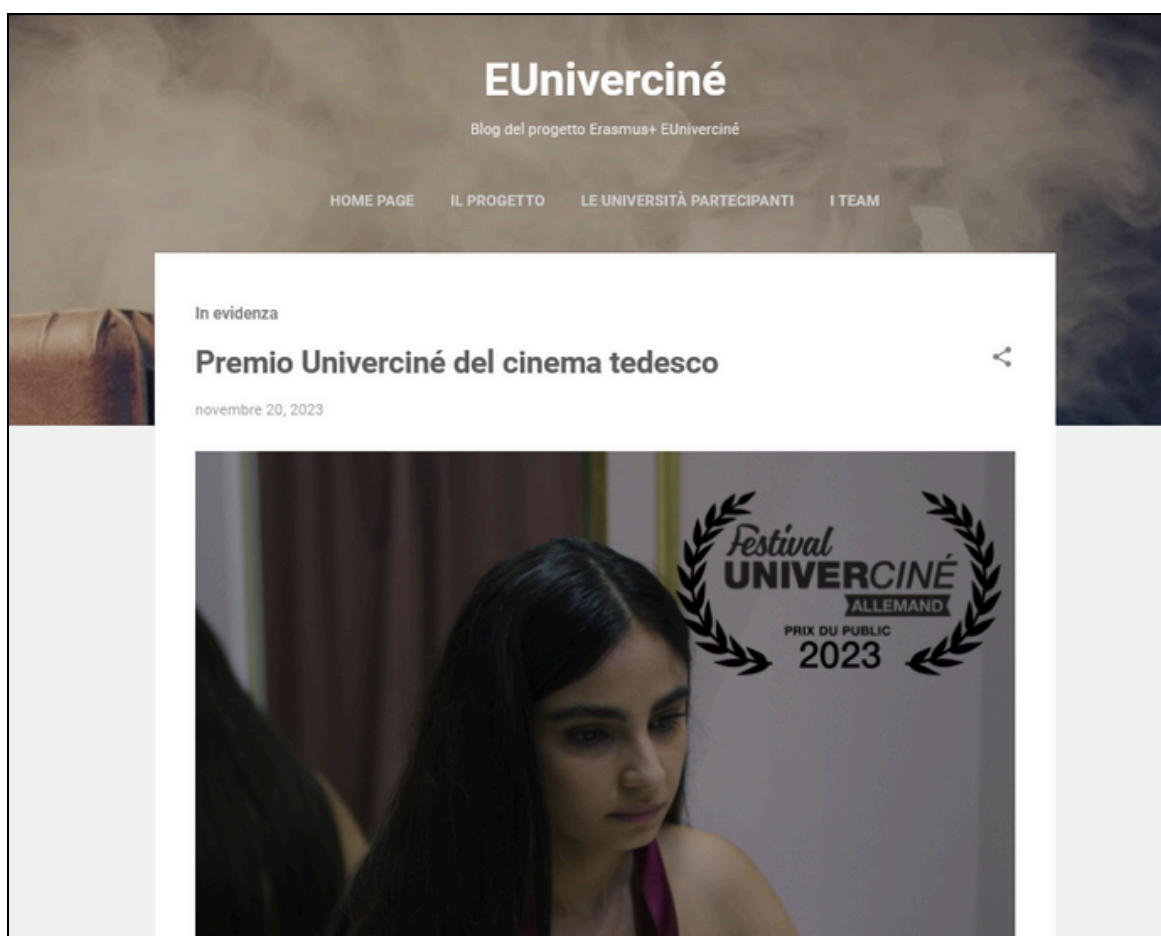 EUniverciné
Blog del progetto Erasmus+ EUniverciné
HOME PAGE IL PROGETTO LE UNIVERSITÀ PARTECIPANTI I TEAM
In evidenza
Premio Univerciné del cinema tedesco
novembre 20, 2023
Festival
UNIVERCINÉ
ALLEMAND
PRIX DU PUBLIC
2023